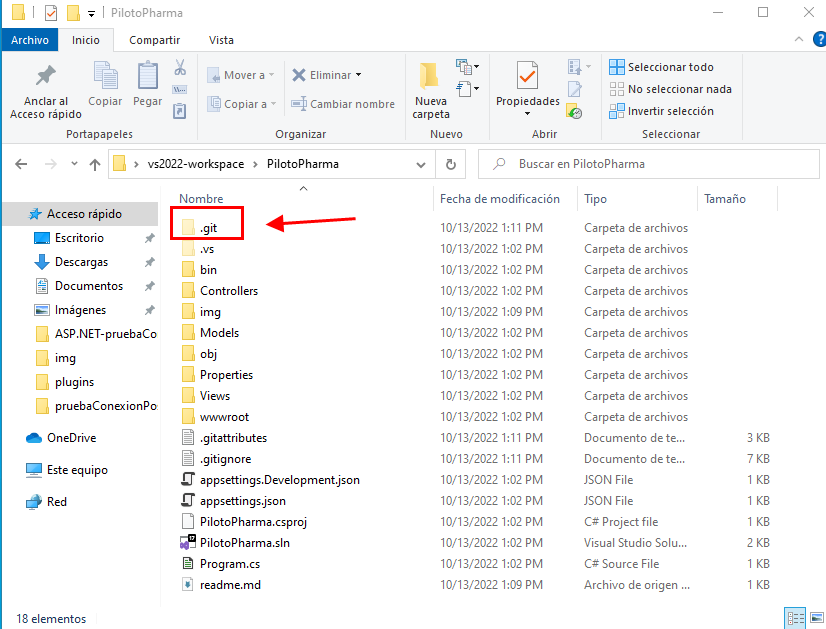 PilotoPharma
Archivo Inicio Compartir Vista
Anclar al Acceso rápido
Copiar
Pegar
Portapapeles
Mover a
Copiar a
Eliminar
Cambiar nombre
Organizar
Nueva carpeta
Nuevo
Propiedades
Abrir
Seleccionar todo
No seleccionar nada
Invertir selección
Seleccionar
vs2022-workspace > PilotoPharma
Buscar en PilotoPharma
Acceso rápido
Escritorio
Descargas
Documentos
Imágenes
ASP.NET-pruebaCo
img
plugins
pruebaConexionPo
OneDrive
Este equipo
Red
Nombre Fecha de modificación Tipo Tamaño
.git 10/13/2022 1:11 PM Carpeta de archivos
.vs 10/13/2022 1:02 PM Carpeta de archivos
bin 10/13/2022 1:02 PM Carpeta de archivos
Controllers 10/13/2022 1:02 PM Carpeta de archivos
img 10/13/2022 1:09 PM Carpeta de archivos
Models 10/13/2022 1:02 PM Carpeta de archivos
obj 10/13/2022 1:02 PM Carpeta de archivos
Properties 10/13/2022 1:02 PM Carpeta de archivos
Views 10/13/2022 1:02 PM Carpeta de archivos
wwwroot 10/13/2022 1:02 PM Carpeta de archivos
.gitattributes 10/13/2022 1:11 PM Documento de te... 3 KB
.gitignore 10/13/2022 1:11 PM Documento de te... 7 KB
appsettings.Development.json 10/13/2022 1:02 PM JSON File 1 KB
appsettings.json 10/13/2022 1:02 PM JSON File 1 KB
PilotoPharma.csproj 10/13/2022 1:02 PM C# Project file 1 KB
PilotoPharma.sln 10/13/2022 1:02 PM Visual Studio Solu... 2 KB
Program.cs 10/13/2022 1:02 PM C# Source File 1 KB
readme.md 10/13/2022 1:09 PM Archivo de origen ... 1 KB
18 elementos